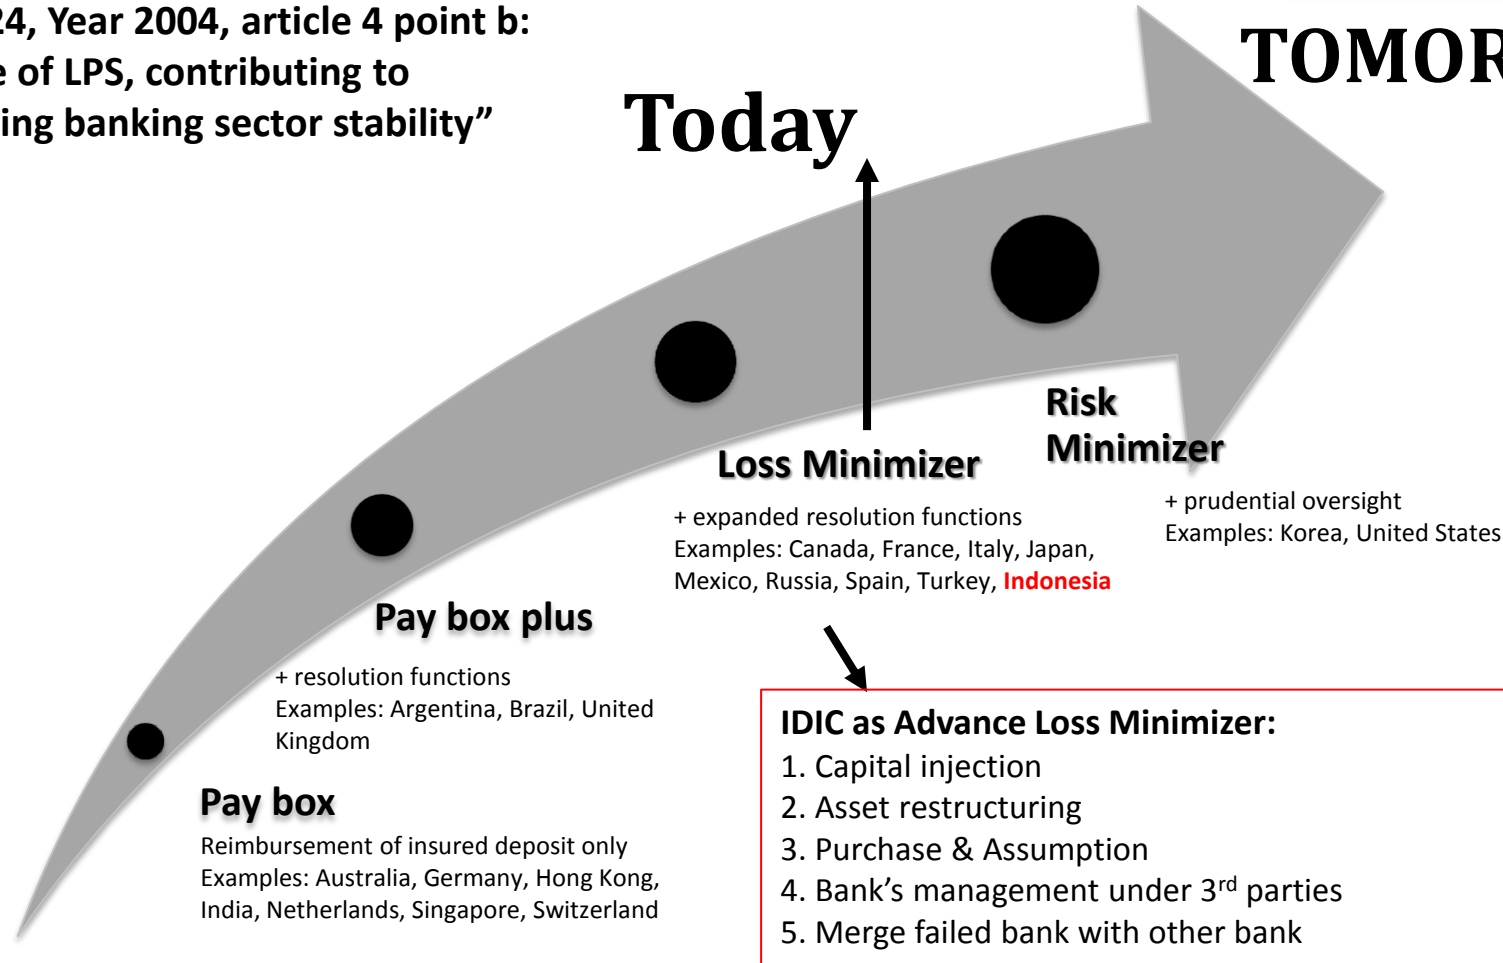 24, Year 2004, article 4 point b:
e of LPS, contributing to
ing banking sector stability”
Today
TOMOR
Risk
Minimizer
+ prudential oversight
Examples: Korea, United States
Loss Minimizer
+ expanded resolution functions
Examples: Canada, France, Italy, Japan,
Mexico, Russia, Spain, Turkey, Indonesia
Pay box plus
+ resolution functions
Examples: Argentina, Brazil, United
Kingdom
Pay box
Reimbursement of insured deposit only
Examples: Australia, Germany, Hong Kong,
India, Netherlands, Singapore, Switzerland
IDIC as Advance Loss Minimizer:
1. Capital injection
2. Asset restructuring
3. Purchase & Assumption
4. Bank’s management under 3rd parties
5. Merge failed bank with other bank